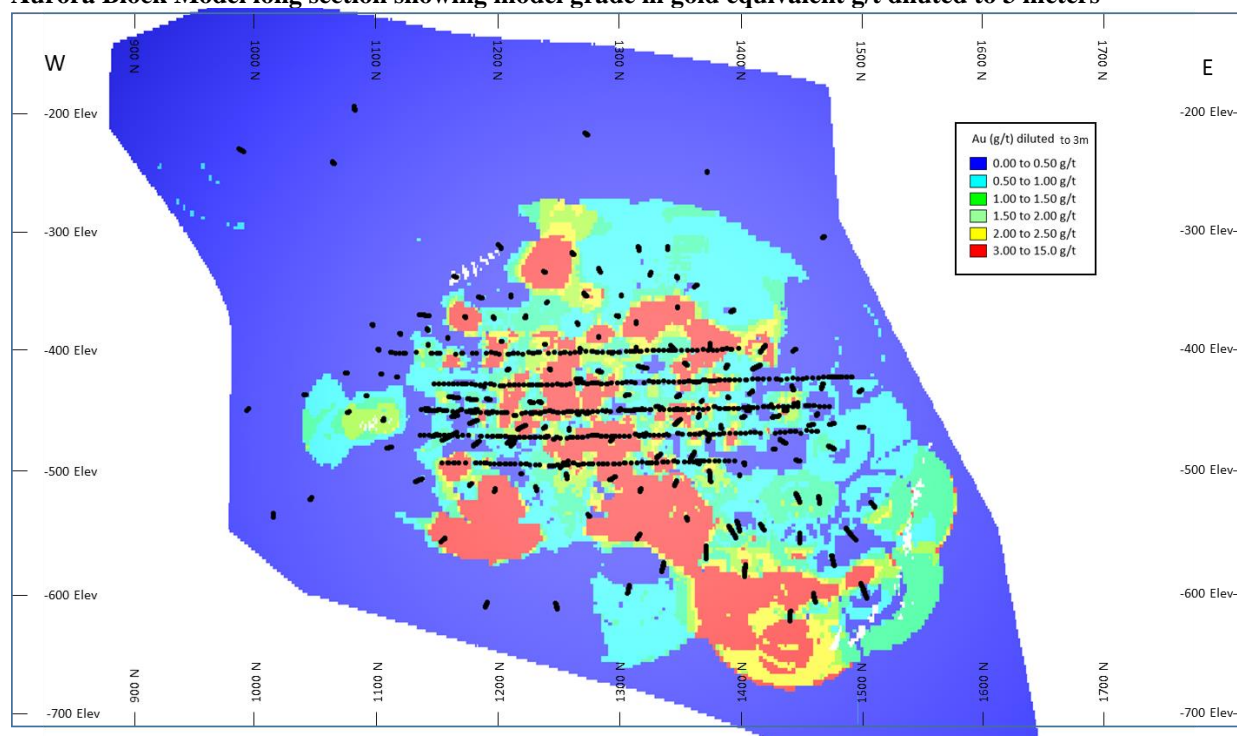 Aurora Block Model long section showing model grade in gold equivalent g/t diluted to 3 meters
900 N 1000 N 1100 N 1200 N 1300 N 1400 N 1500 N 1600 N 1700 N
W E
-200 Elev -200 Elev
Au (g/t) diluted to 3m
0.00 to 0.50 g/t
0.50 to 1.00 g/t
1.00 to 1.50 g/t
1.50 to 2.00 g/t
2.00 to 2.50 g/t
3.00 to 15.0 g/t
-300 Elev -300 Elev
-400 Elev -400 Elev
-500 Elev -500 Elev
-600 Elev -600 Elev
900 N 1000 N 1100 N 1200 N 1300 N 1400 N 1500 N 1600 N 1700 N
-700 Elev -700 Elev